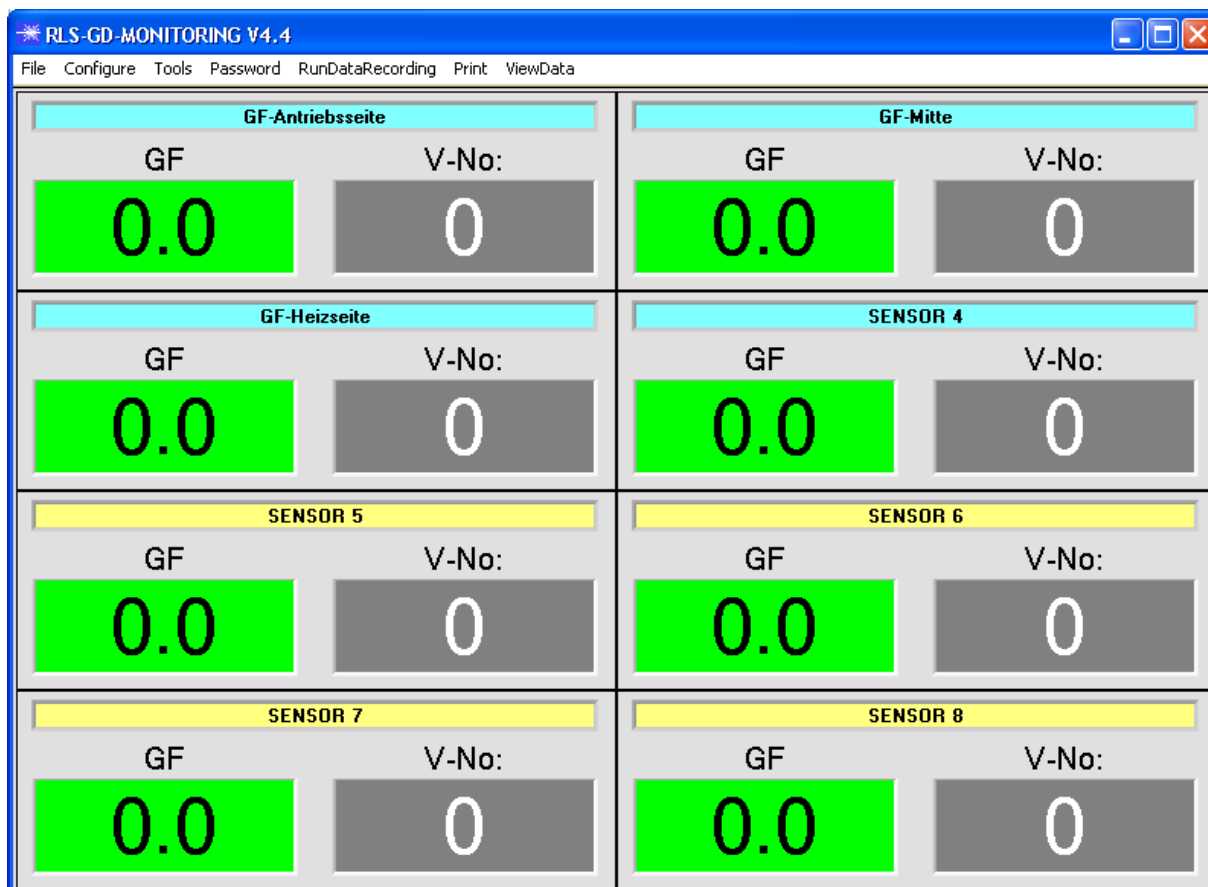 RLS-GD-MONITORING V4.4
File Configure Tools Password RunDataRecording Print ViewData
GF-Antriebsseite
GF V-No:
0.0 0
GF-Mitte
GF V-No:
0.0 0
GF-Heizseite
GF V-No:
0.0 0
SENSOR 4
GF V-No:
0.0 0
SENSOR 5
GF V-No:
0.0 0
SENSOR 6
GF V-No:
0.0 0
SENSOR 7
GF V-No:
0.0 0
SENSOR 8
GF V-No:
0.0 0